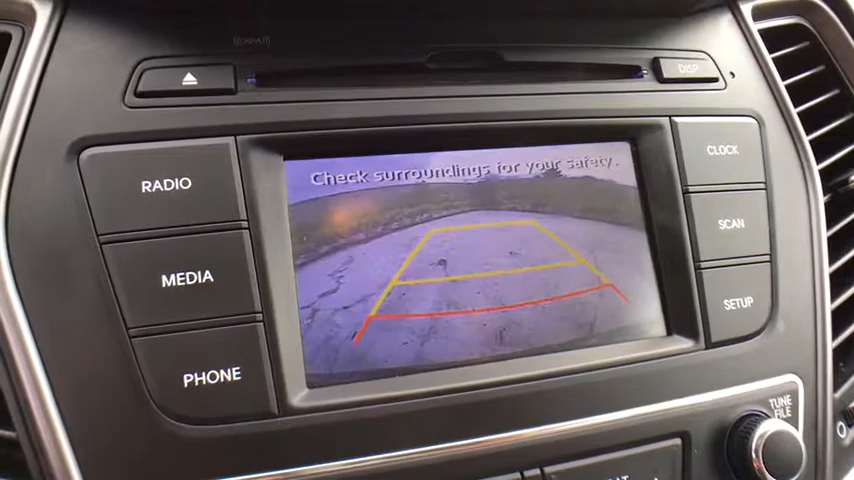 DISP
Check surroundings for your safety.
RADIO
MEDIA
PHONE
CLOCK
SCAN
SETUP
TUNE
FILE